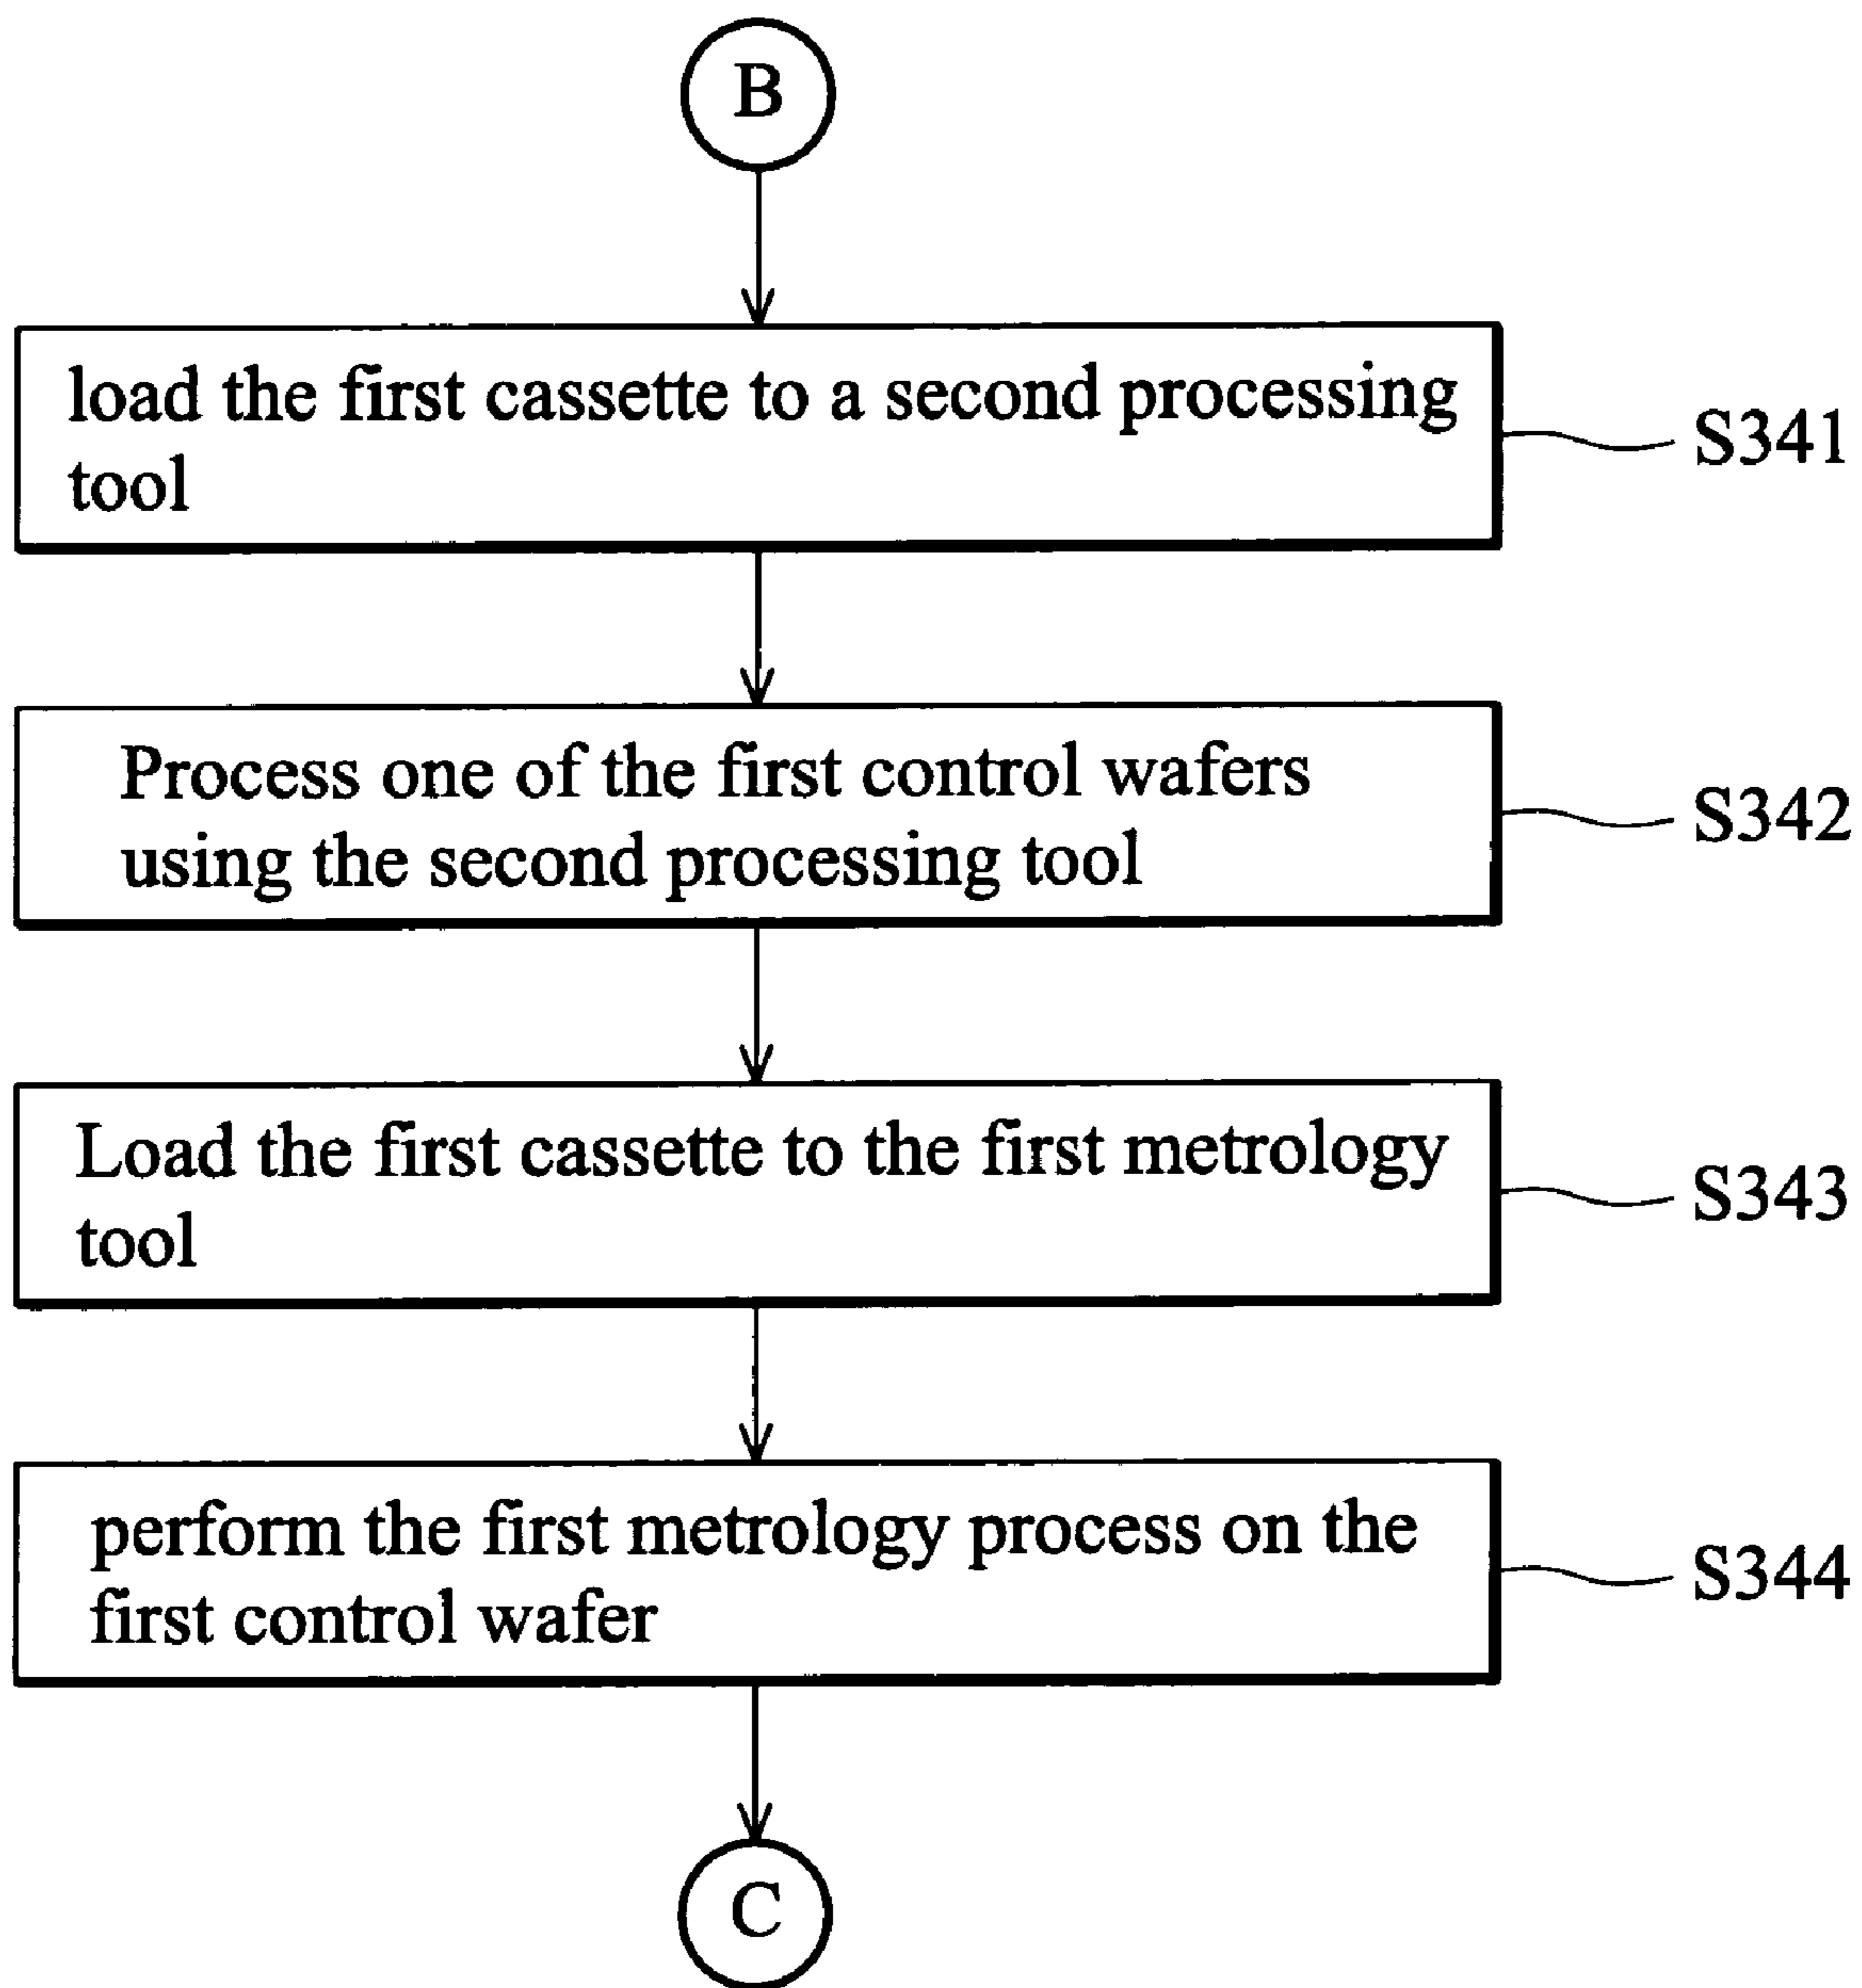 B
load the first cassette to a second processing
tool
S341
Process one of the first control wafers
using the second processing tool
S342
Load the first cassette to the first metrology
tool
S343
perform the first metrology process on the
first control wafer
S344
C